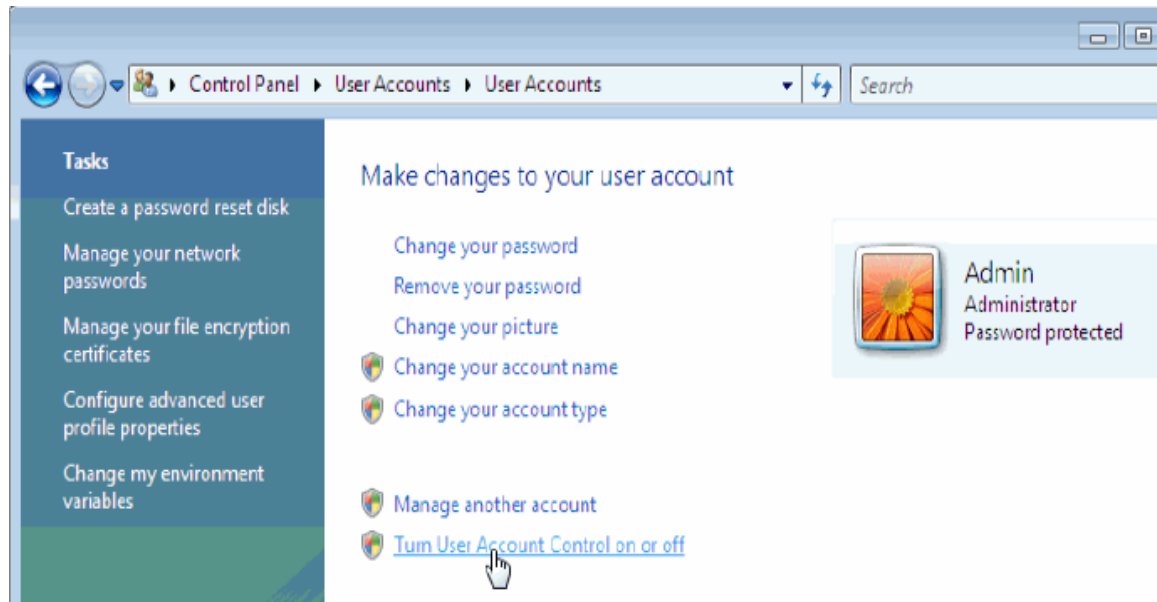 Control Panel User Accounts User Accounts
Search
Tasks
Create a password reset disk
Manage your network
passwords
Manage your file encryption
certificates
Configure advanced user
profile properties
Change my environment
variables
Make changes to your user account
Change your password
Remove your password
Change your picture
Change your account name
Change your account type
Manage another account
Turn User Account Control on or off
Admin
Administrator
Password protected